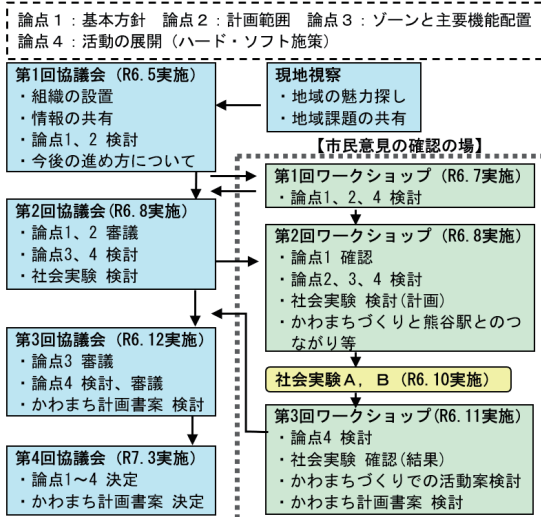 論点1：基本方針　論点2：計画範囲　論点3：ゾーンと主要機能配置
論点4：活動の展開（ハード・ソフト施策）
第1回協議会（R6.5実施）
・組織の設置
・情報の共有
・論点1、2 検討
・今後の進め方について
現地視察
・地域の魅力探し
・地域課題の共有
【市民意見の確認の場】
第1回ワークショップ（R6.7実施）
・論点1、2、4 検討
第2回協議会(R6.8実施）
・論点1、2 審議
・論点3、4 検討
・社会実験 検討
第2回ワークショップ（R6.8実施）
・論点1 確認
・論点2、3、4 検討
・社会実験 検討(計画)
・かわまちづくりと熊谷駅とのつ
ながり等
社会実験Ａ，Ｂ（R6.10実施）
第3回協議会（R6.12実施）
・論点3 審議
・論点4 検討、審議
・かわまち計画書案 検討
第3回ワークショップ(R6.11実施）
・論点4 検討
・社会実験 確認(結果)
・かわまちづくりでの活動案検討
・かわまち計画書案 検討
第4回協議会（R7.3実施）
・論点1～4 決定
・かわまち計画書案 決定